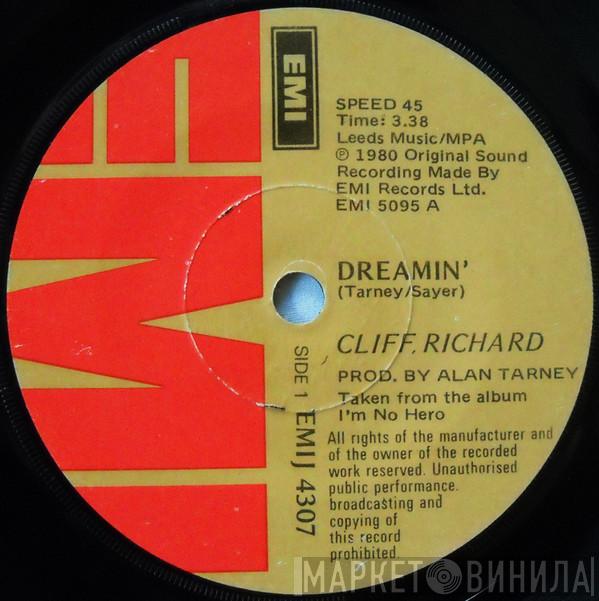 EMI
EMI
SPEED 45
Time: 3.38
Leeds Music/MPA
℗ 1980 Original Sound
Recording Made By
EMI Records Ltd.
EMI 5095 A
DREAMIN'
(Tarney/Sayer)
CLIFF RICHARD
PROD. BY ALAN TARNEY
Taken from the album
I'm No Hero
SIDE 1 EMIJ 4307
All rights of the manufacturer and
of the owner of the recorded
work reserved. Unauthorised
public performance.
broadcasting and
copying of
this record
prohibited.
МАРКЕТ ВИНИЛА